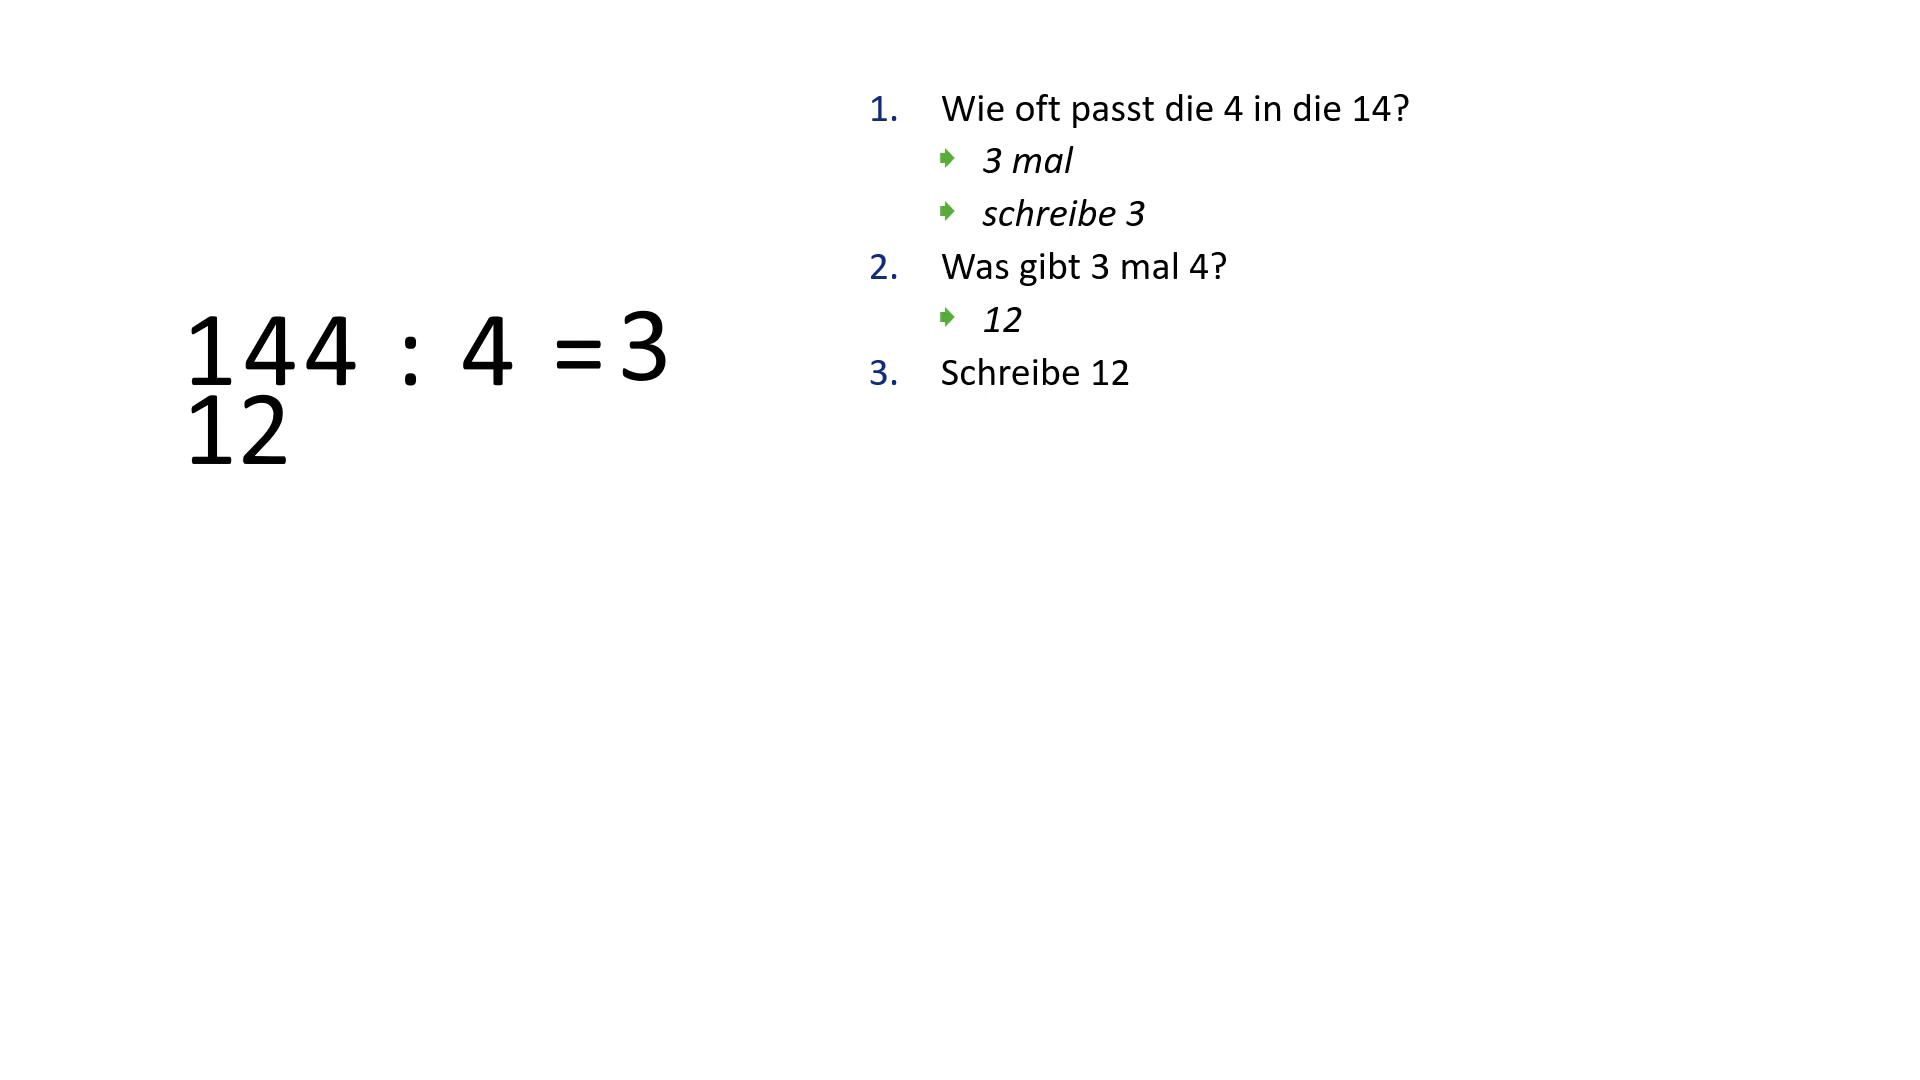 144 : 4 = 3
12
1. Wie oft passt die 4 in die 14?
3 mal
schreibe 3
2. Was gibt 3 mal 4?
12
3. Schreibe 12